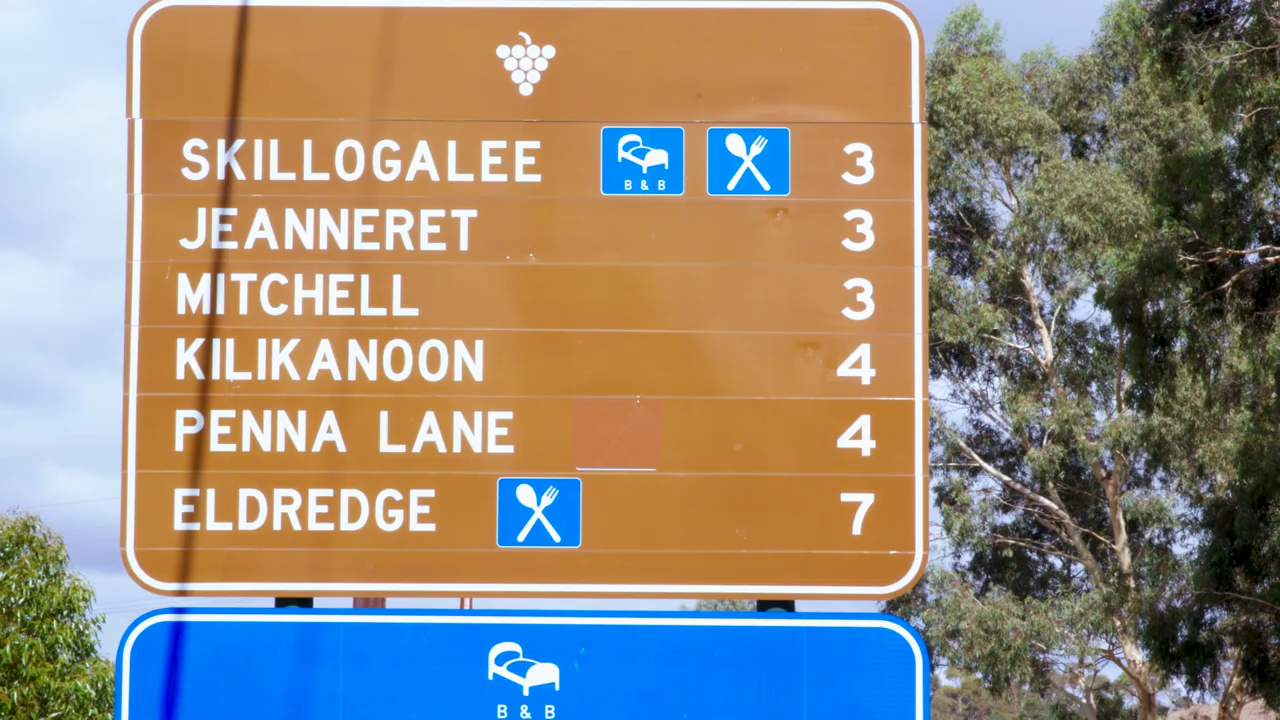 SKILLOGALEE B & B 3
JEANNERET 3
MITCHELL 3
KILIKANOON 4
PENNA LANE 4
ELDREDGE 7
B & B